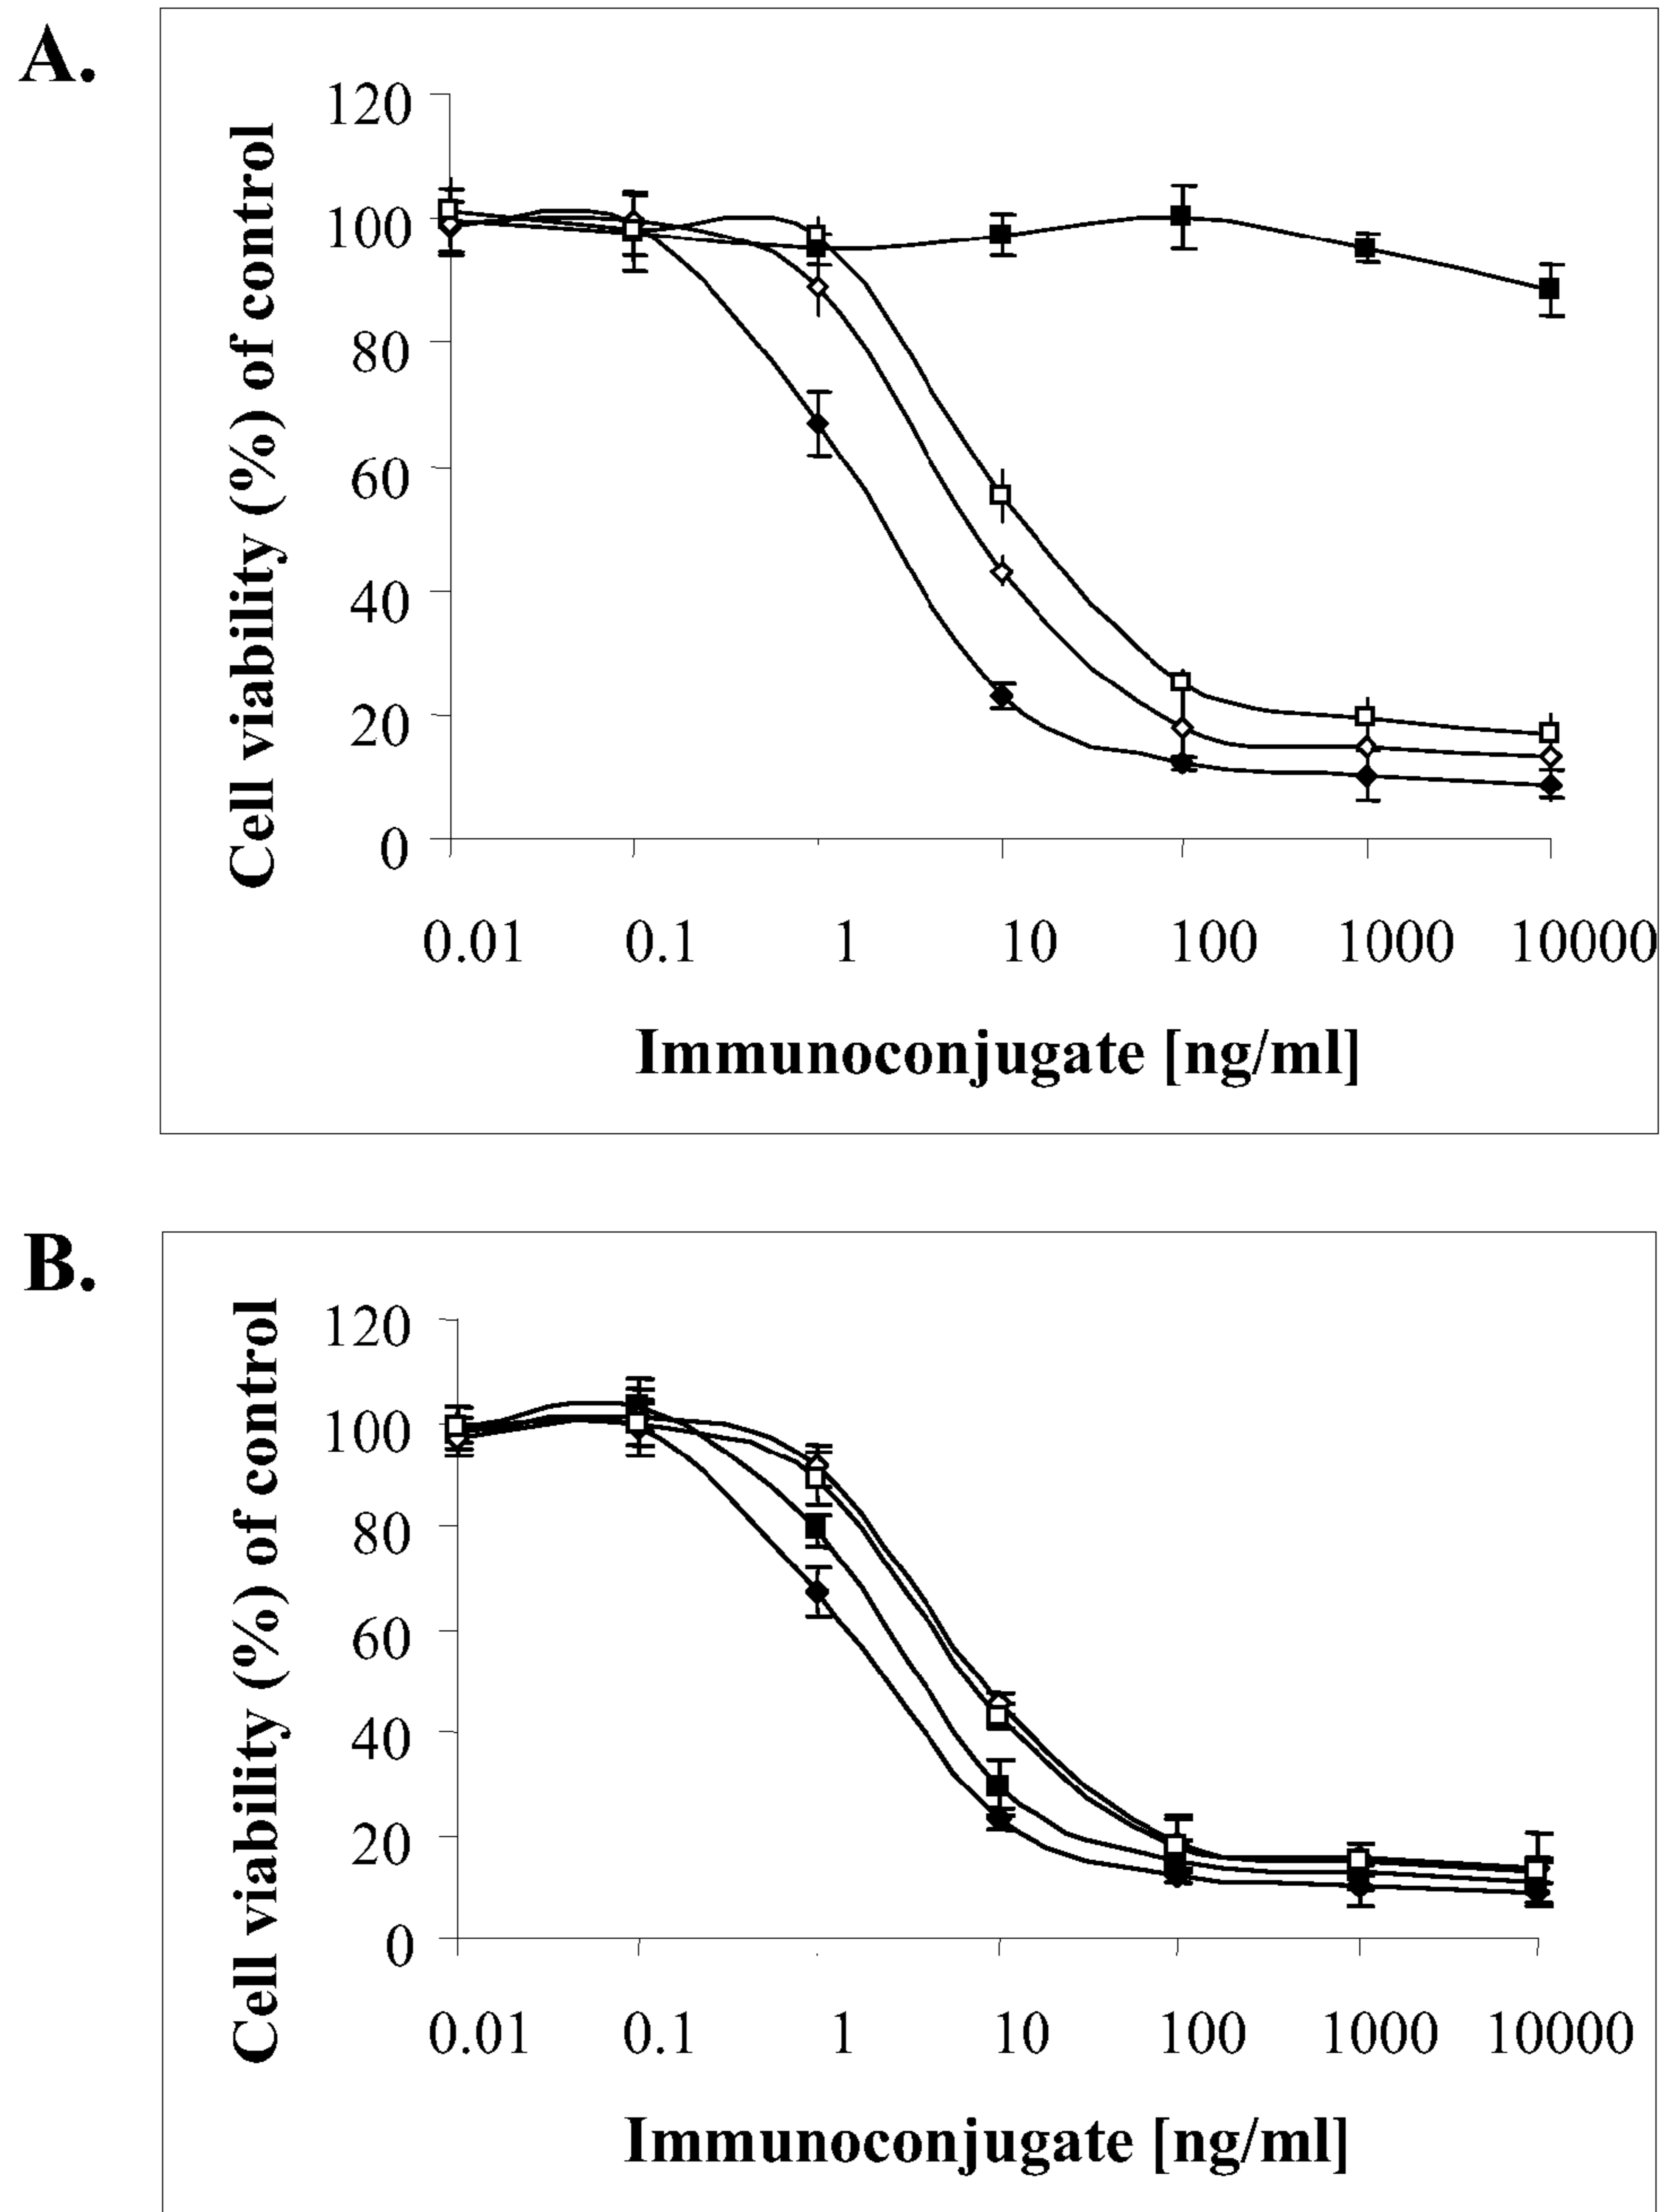 A.
Cell viability (%) of control
120
100
80
60
40
20
0
0.01 0.1 1 10 100 1000 10000
Immunoconjugate [ng/ml]
B.
Cell viability (%) of control
120
100
80
60
40
20
0
0.01 0.1 1 10 100 1000 10000
Immunoconjugate [ng/ml]